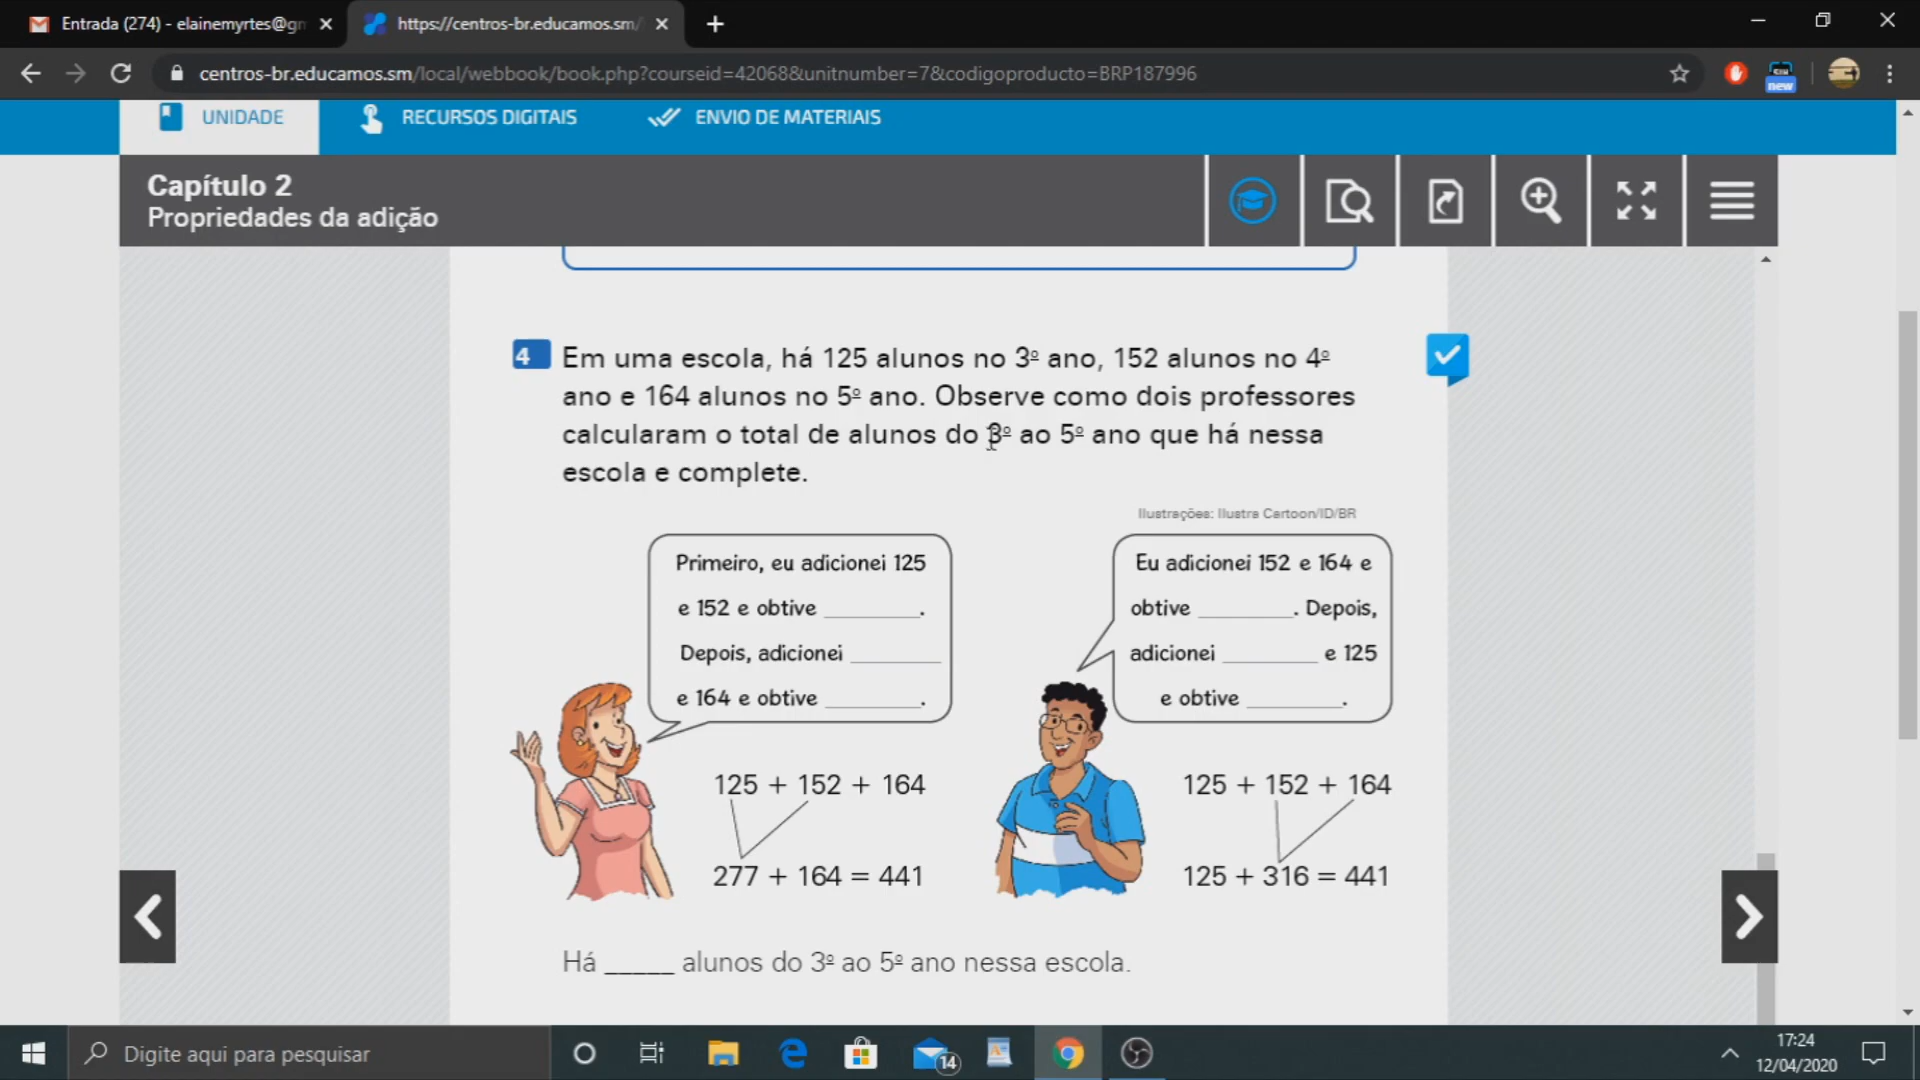 Entrada (274) - elainemyrtes@gm
https://centros-br.educamos.sm/
centros-br.educamos.sm/local/webbook/book.php?courseid=42068&unitnumber=7&codigoproducto=BRP187996
new
UNIDADE
RECURSOS DIGITAIS
ENVIO DE MATERIAIS
Capítulo 2
Propriedades da adição
4
Em uma escola, há 125 alunos no 3º ano, 152 alunos no 4º
ano e 164 alunos no 5º ano. Observe como dois professores
calcularam o total de alunos do 3º ao 5º ano que há nessa
escola e complete.
Ilustrações: Ilustra Cartoon/ID/BR
Primeiro, eu adicionei 125
e 152 e obtive ________.
Depois, adicionei ________
e 164 e obtive ________.
Eu adicionei 152 e 164 e
obtive ________. Depois,
adicionei ________ e 125
e obtive ________.
125 + 152 + 164
277 + 164 = 441
125 + 152 + 164
125 + 316 = 441
Há _____ alunos do 3º ao 5º ano nessa escola.
Digite aqui para pesquisar
14
17:24
12/04/2020